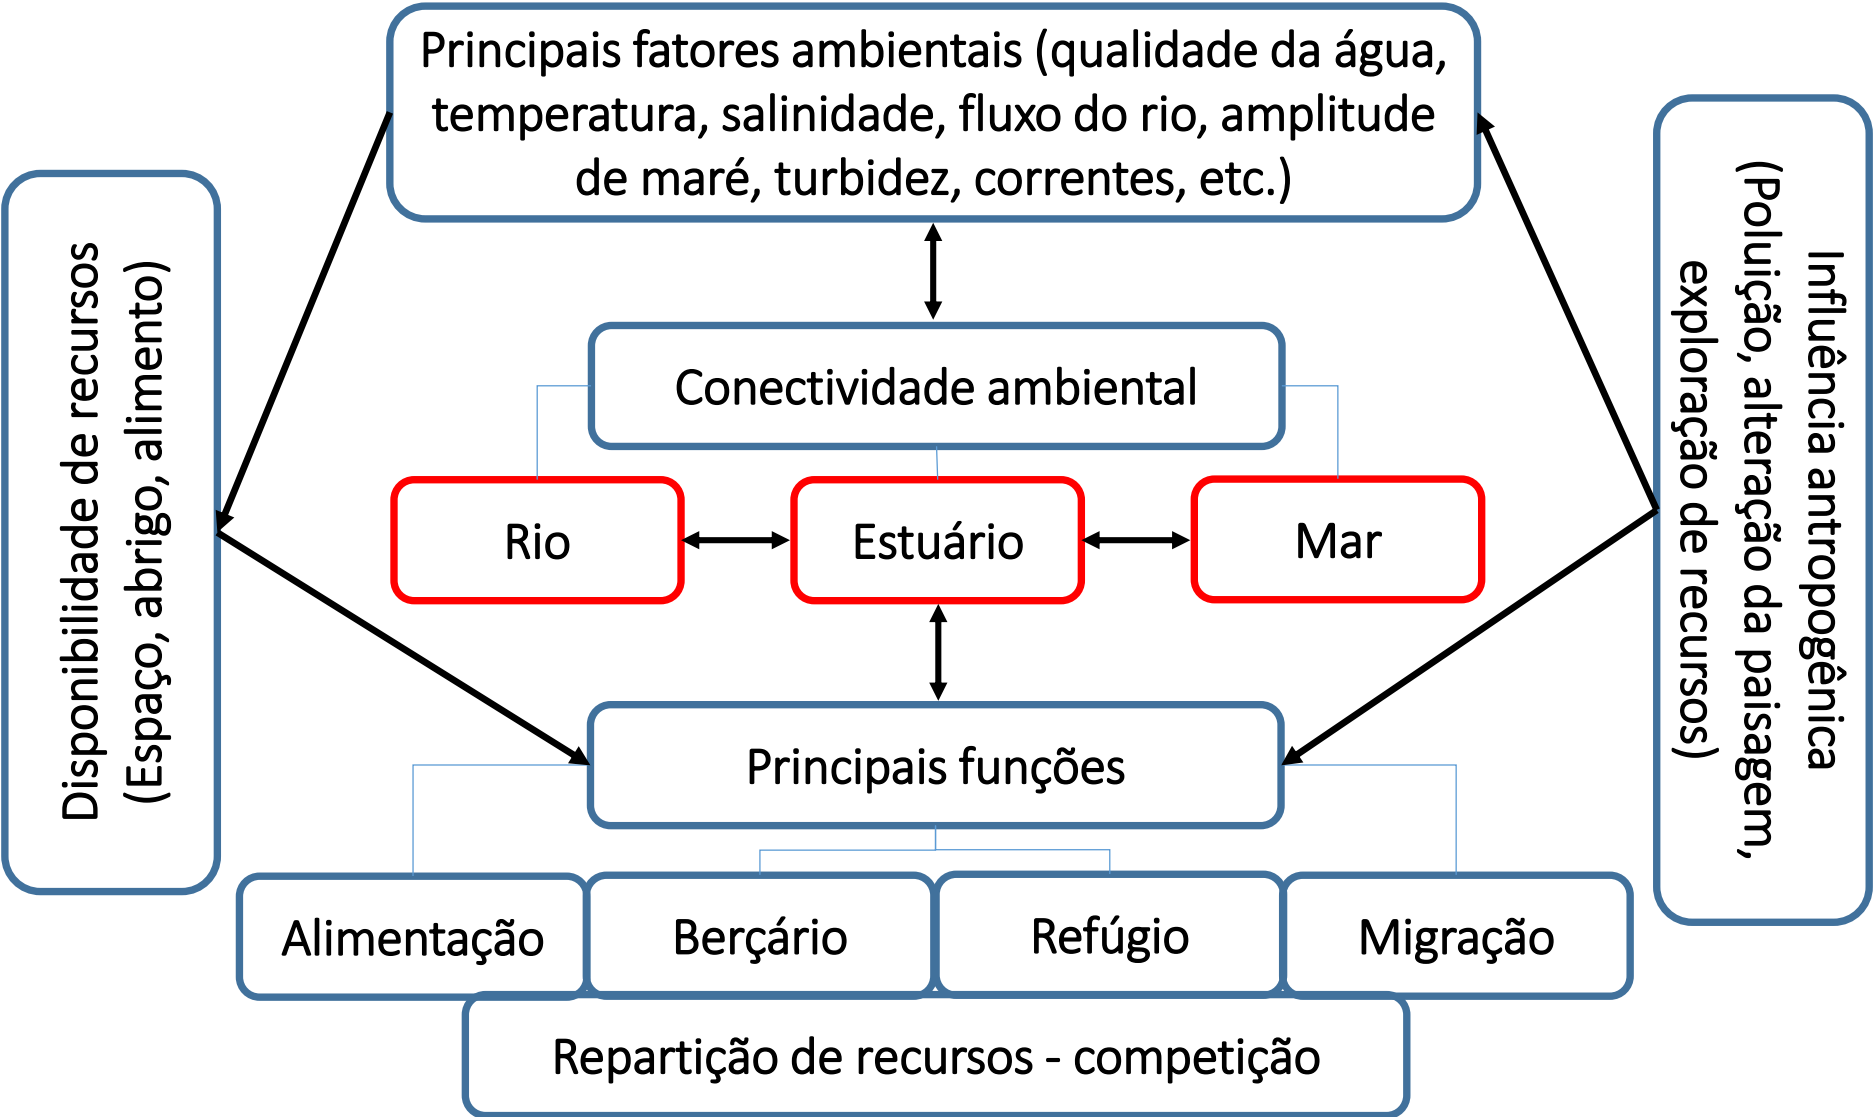 Principais fatores ambientais (qualidade da água,
temperatura, salinidade, fluxo do rio, amplitude
de maré, turbidez, correntes, etc.)
Disponibilidade de recursos
(Espaço, abrigo, alimento)
Influência antropogênica
(Poluição, alteração da paisagem,
exploração de recursos)
Conectividade ambiental
Rio
Estuário
Mar
Principais funções
Alimentação
Berçário
Refúgio
Migração
Repartição de recursos - competição